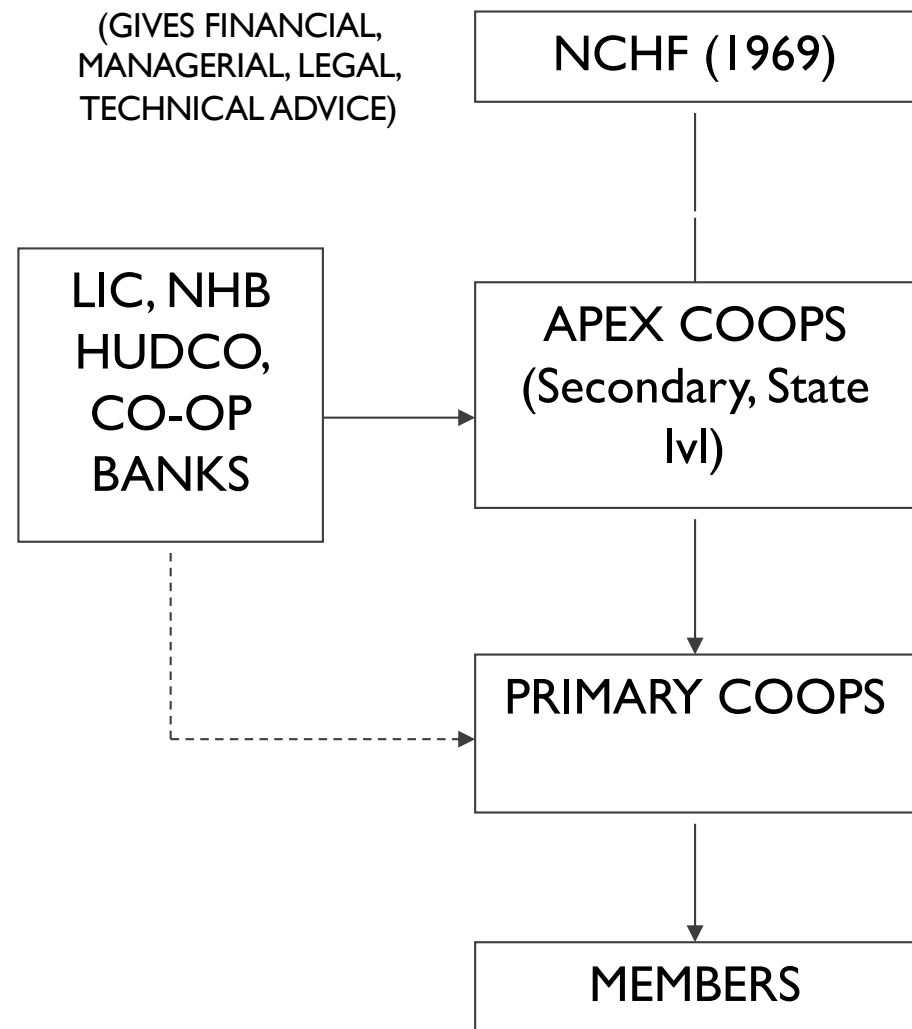 (GIVES FINANCIAL,
MANAGERIAL, LEGAL,
TECHNICAL ADVICE)
NCHF (1969)
LIC, NHB
HUDCO,
CO-OP
BANKS
APEX COOPS
(Secondary, State
lvl)
PRIMARY COOPS
MEMBERS